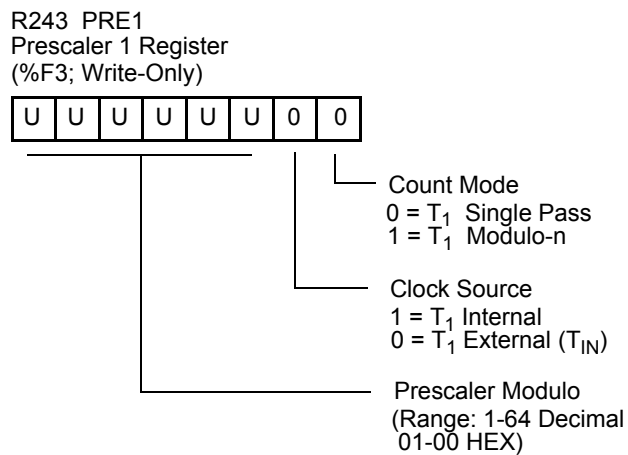 R243 PRE1
Prescaler 1 Register
(%F3; Write-Only)
U U U U U U 0 0
Count Mode
0 = T1 Single Pass
1 = T1 Modulo-n
Clock Source
1 = T1 Internal
0 = T1 External (TIN)
Prescaler Modulo
(Range: 1-64 Decimal
01-00 HEX)